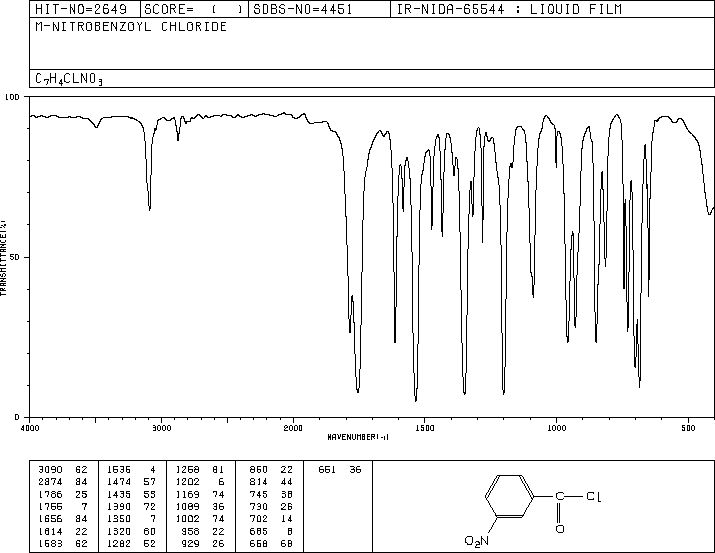 HIT-NO=2649 SCORE= ( ) SDBS-NO=4451 IR-NIDA-65544 : LIQUID FILM
M-NITROBENZOYL CHLORIDE
C7H4CLNO3
100
50
0
TRANSMITTANCE(%)
4000 3000 2000 1500 1000 500
WAVENUMBER(-1)
3090 62 1536 4 1258 81 850 22 651 36
2874 84 1474 57 1202 6 814 44
1786 25 1435 55 1169 74 745 38
1755 7 1390 72 1089 36 730 26
1656 84 1350 7 1002 74 702 14
1614 22 1320 60 958 22 685 8
1583 62 1282 52 929 26 658 68
C Cl
O
O2N